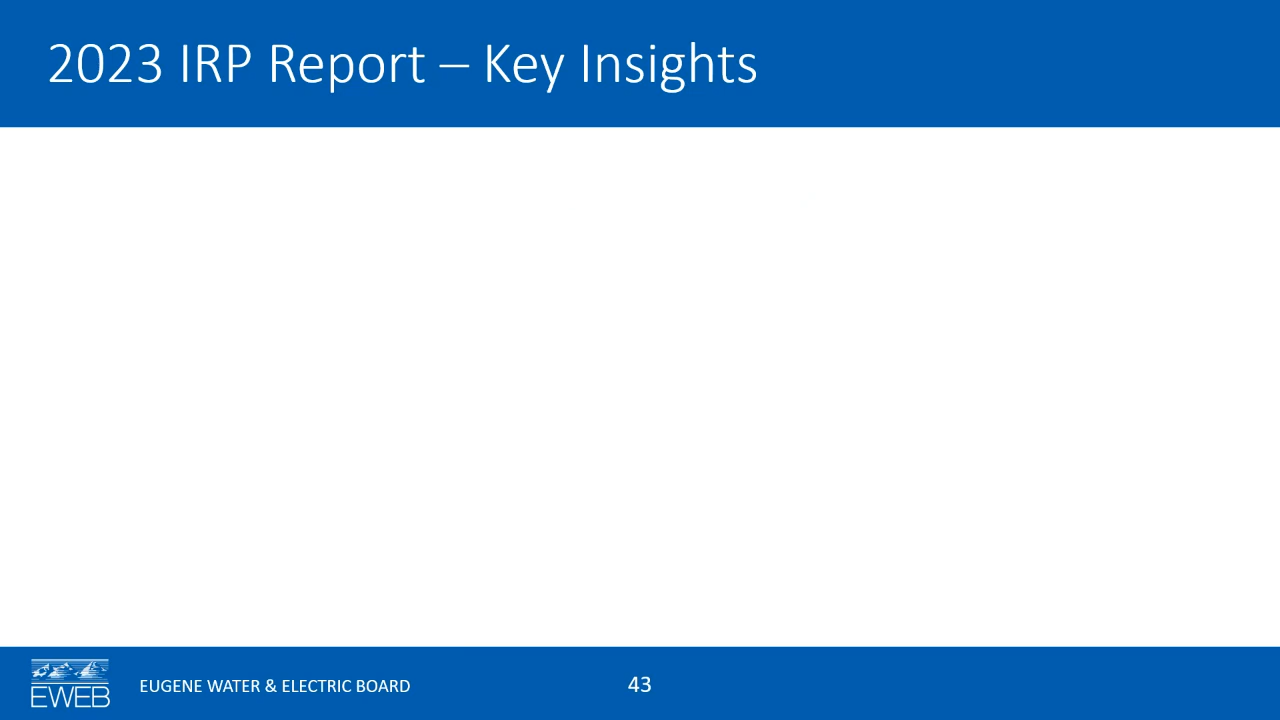 2023 IRP Report – Key Insights
EWEB
EUGENE WATER & ELECTRIC BOARD
43